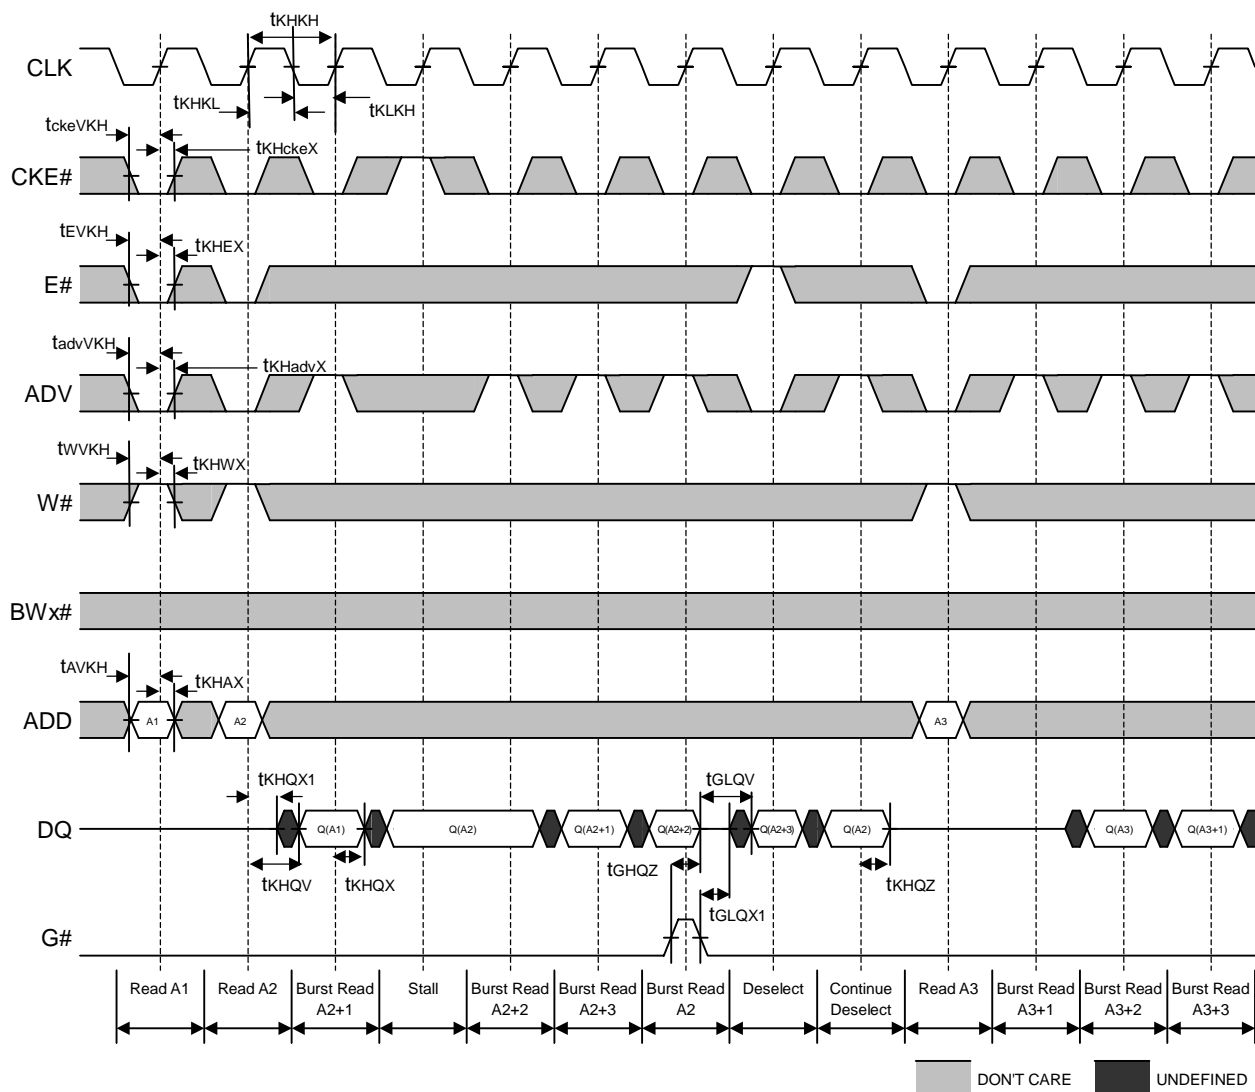 tKHKH
CLK
tKHKL
tKLKH
tckeVKH
tKHckeX
CKE#
tEVKH
tKHEX
E#
tadvVKH
tKHadvX
ADV
tWVKH
tKHWX
W#
BWx#
tAVKH
tKHAX
ADD
A1
A2
A3
tKHQX1
tGLQV
DQ
Q(A1)
Q(A2)
Q(A2+1)
Q(A2+2)
Q(A2+3)
Q(A2)
Q(A3)
Q(A3+1)
tKHQV
tKHQX
tGHQZ
tKHQZ
tGLQX1
G#
Read A1
Read A2
Burst Read
A2+1
Stall
Burst Read
A2+2
Burst Read
A2+3
Burst Read
A2
Deselect
Continue
Deselect
Read A3
Burst Read
A3+1
Burst Read
A3+2
Burst Read
A3+3
DON'T CARE
UNDEFINED